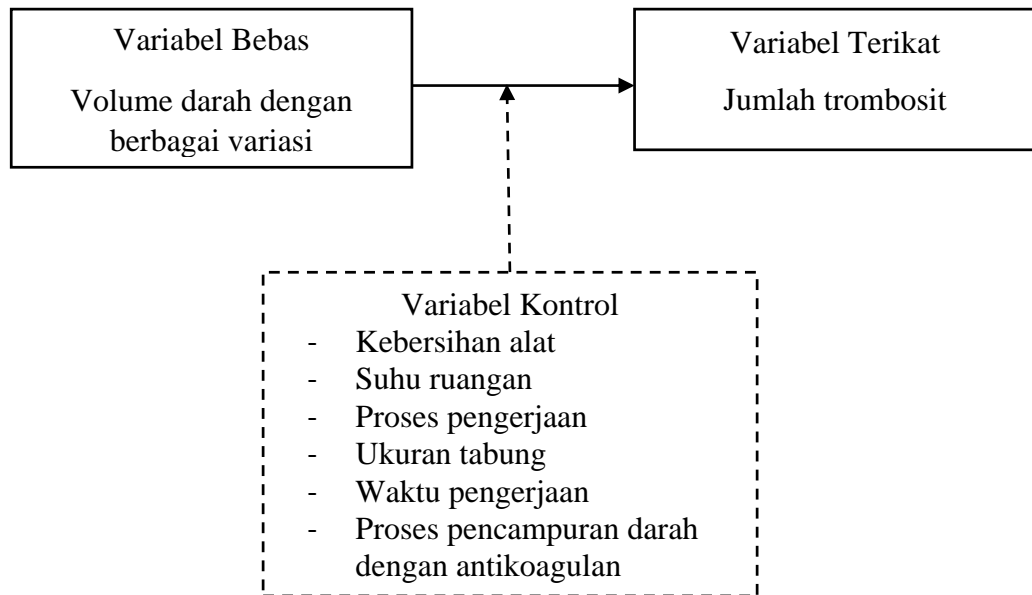 Variabel Bebas
Volume darah dengan
berbagai variasi
Variabel Terikat
Jumlah trombosit
Variabel Kontrol
- Kebersihan alat
- Suhu ruangan
- Proses pengerjaan
- Ukuran tabung
- Waktu pengerjaan
- Proses pencampuran darah
dengan antikoagulan